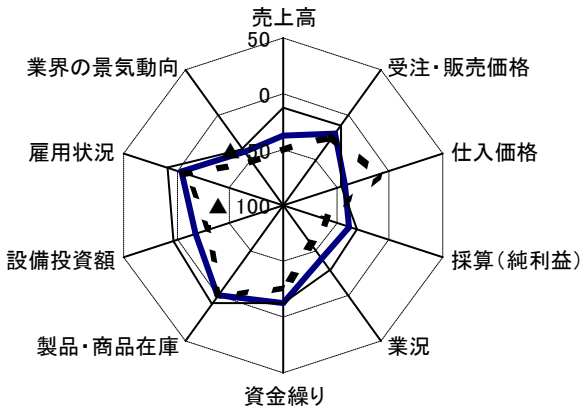 売上高
50
業界の景気動向
受注・販売価格
0
雇用状況
▲ 50
仕入価格
▲ 100
設備投資額
採算(純利益)
製品・商品在庫
業況
資金繰り